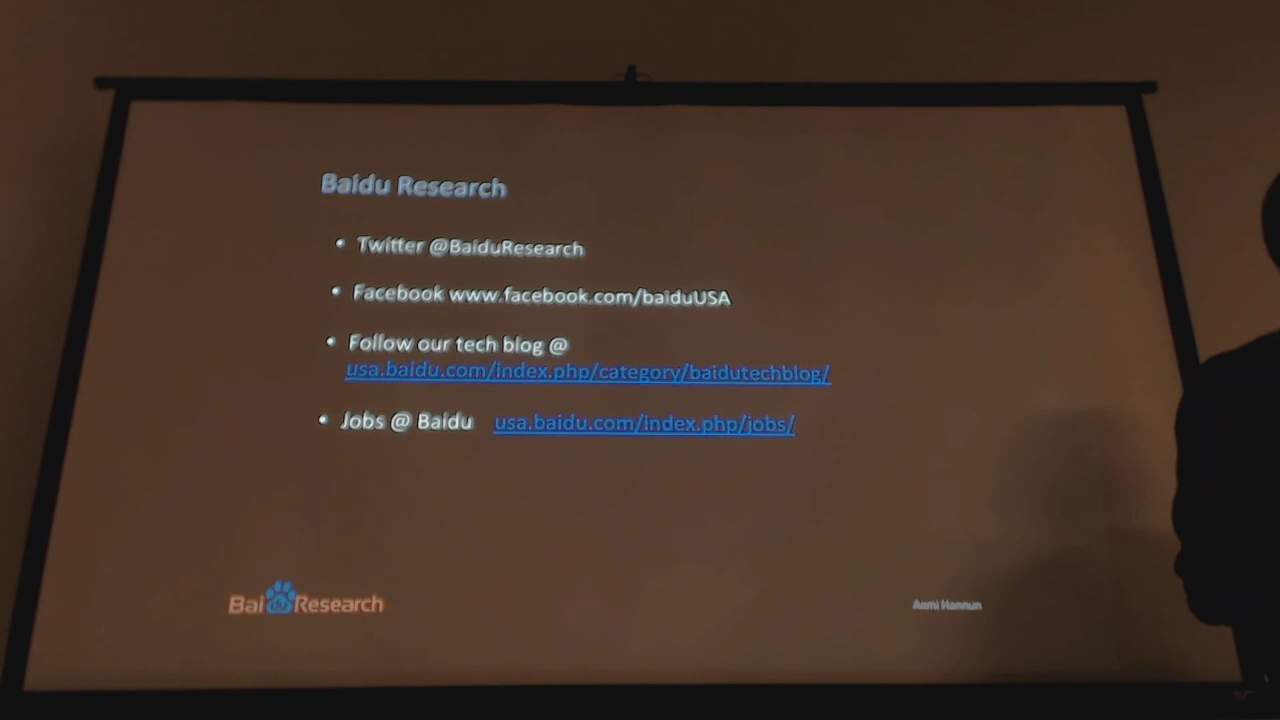 Baidu Research
• Twitter @BaiduResearch
• Facebook www.facebook.com/baiduUSA
• Follow our tech blog @
usa.baidu.com/index.php/category/baidutechblog/
• Jobs @ Baidu usa.baidu.com/index.php/jobs/
Bai du Research
Awni Hannun